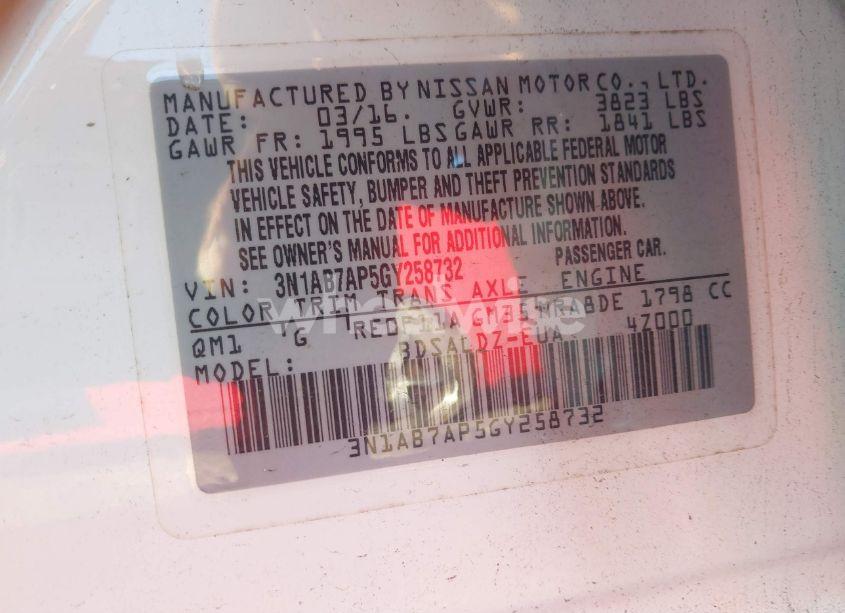 MANUFACTURED BY NISSAN MOTOR CO., LTD.
DATE: 03/16. GVWR: 3823 LBS
GAWR FR: 1995 LBS GAWR RR: 1841 LBS
THIS VEHICLE CONFORMS TO ALL APPLICABLE FEDERAL MOTOR
VEHICLE SAFETY, BUMPER AND THEFT PREVENTION STANDARDS
IN EFFECT ON THE DATE OF MANUFACTURE SHOWN ABOVE.
SEE OWNER'S MANUAL FOR ADDITIONAL INFORMATION.
VIN: 3N1AB7AP5GY258732 PASSENGER CAR.
COLOR TRIM TRANS AXLE ENGINE
QM1 G 1798 CC
MODEL: 4Z000
3N1AB7AP5GY258732